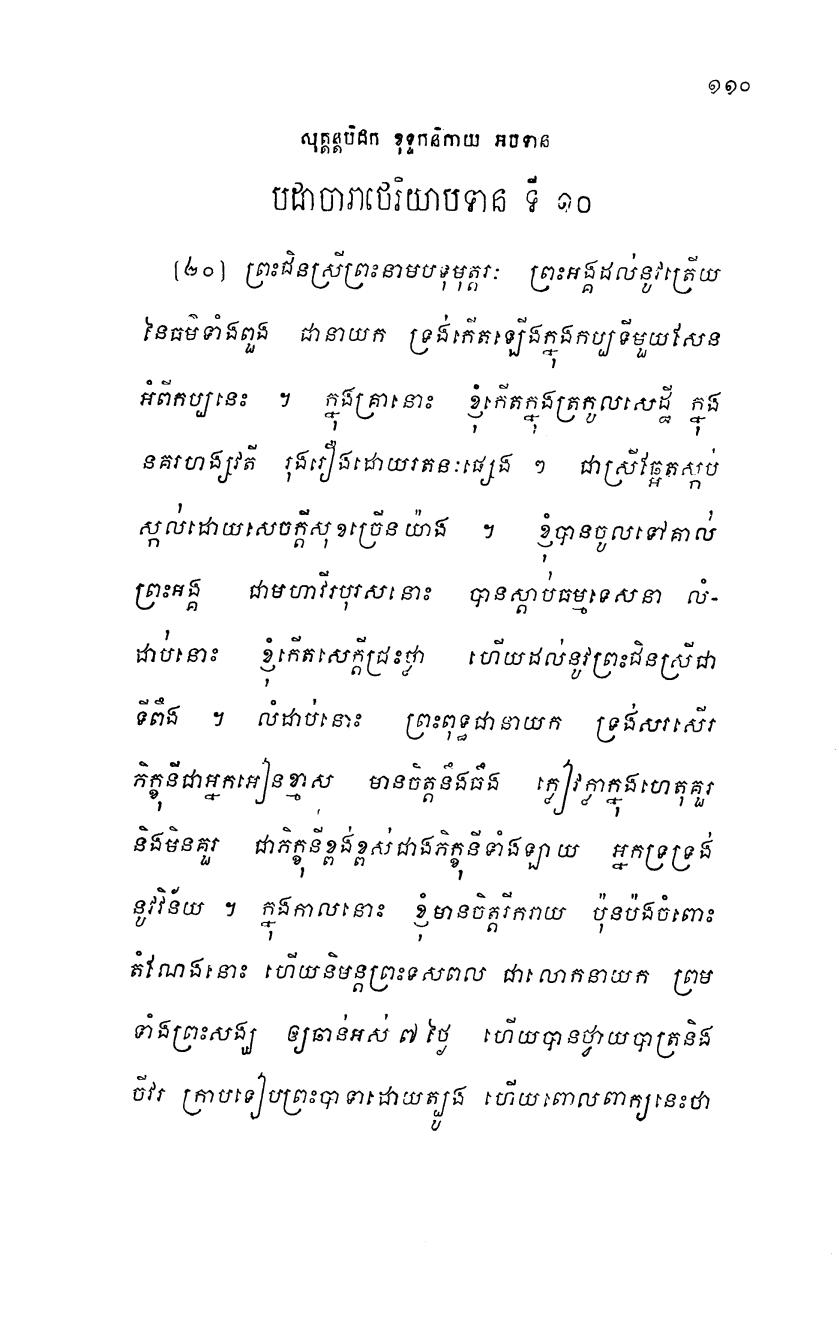 ១១០
សុត្តន្តបិដក ខុទ្ទកនិកាយ អបទាន
បដាចារាថេរិយាបទាន ទី ១០
[២០] ព្រះជិនស្រីព្រះនាមបទុមុត្តរៈ ព្រះអង្គដល់នូវត្រើយ
នៃធម៌ទាំងពួង ជានាយក ទ្រង់កើតឡើងក្នុងកប្បទីមួយសែន
អំពីកប្បនេះ ។ ក្នុងគ្រានោះ ខ្ញុំកើតក្នុងត្រកូលសេដ្ឋី ក្នុង
នគរហង្សវតី រុងរឿងដោយរតនៈផ្សេង ៗ ជាស្រីឆ្អែតស្កប់
ស្កល់ដោយសេចក្តីសុខច្រើនយ៉ាង ។ ខ្ញុំបានចូលទៅគាល់
ព្រះអង្គ ជាមហាវីរបុរសនោះ បានស្តាប់ធម្មទេសនា លំ-
ដាប់នោះ ខ្ញុំកើតសេក្តីជ្រះថ្លា ហើយដល់នូវព្រះជិនស្រីជា
ទីពឹង ។ លំដាប់នោះ ព្រះពុទ្ធជានាយក ទ្រង់សរសើរ
ភិក្ខុនីជាអ្នកអៀនខ្មាស មានចិត្តនឹងធឹង ក្លៀវក្លាក្នុងហេតុគួរ
និងមិនគួរ ជាភិក្ខុនីខ្ពង់ខ្ពស់ជាងភិក្ខុនីទាំងឡាយ អ្នកទ្រទ្រង់
នូវវិន័យ ។ ក្នុងកាលនោះ ខ្ញុំមានចិត្តរីករាយ ប៉ុនប៉ងចំពោះ
តំណែងនោះ ហើយនិមន្តព្រះទសពល ជាលោកនាយក ព្រម
ទាំងព្រះសង្ឃ ឲ្យឆាន់អស់ ៧ ថ្ងៃ ហើយបានថ្វាយបាត្រនិង
ចីវរ ក្រាបទៀបព្រះបាទាដោយត្បូង ហើយពោលពាក្យនេះថា